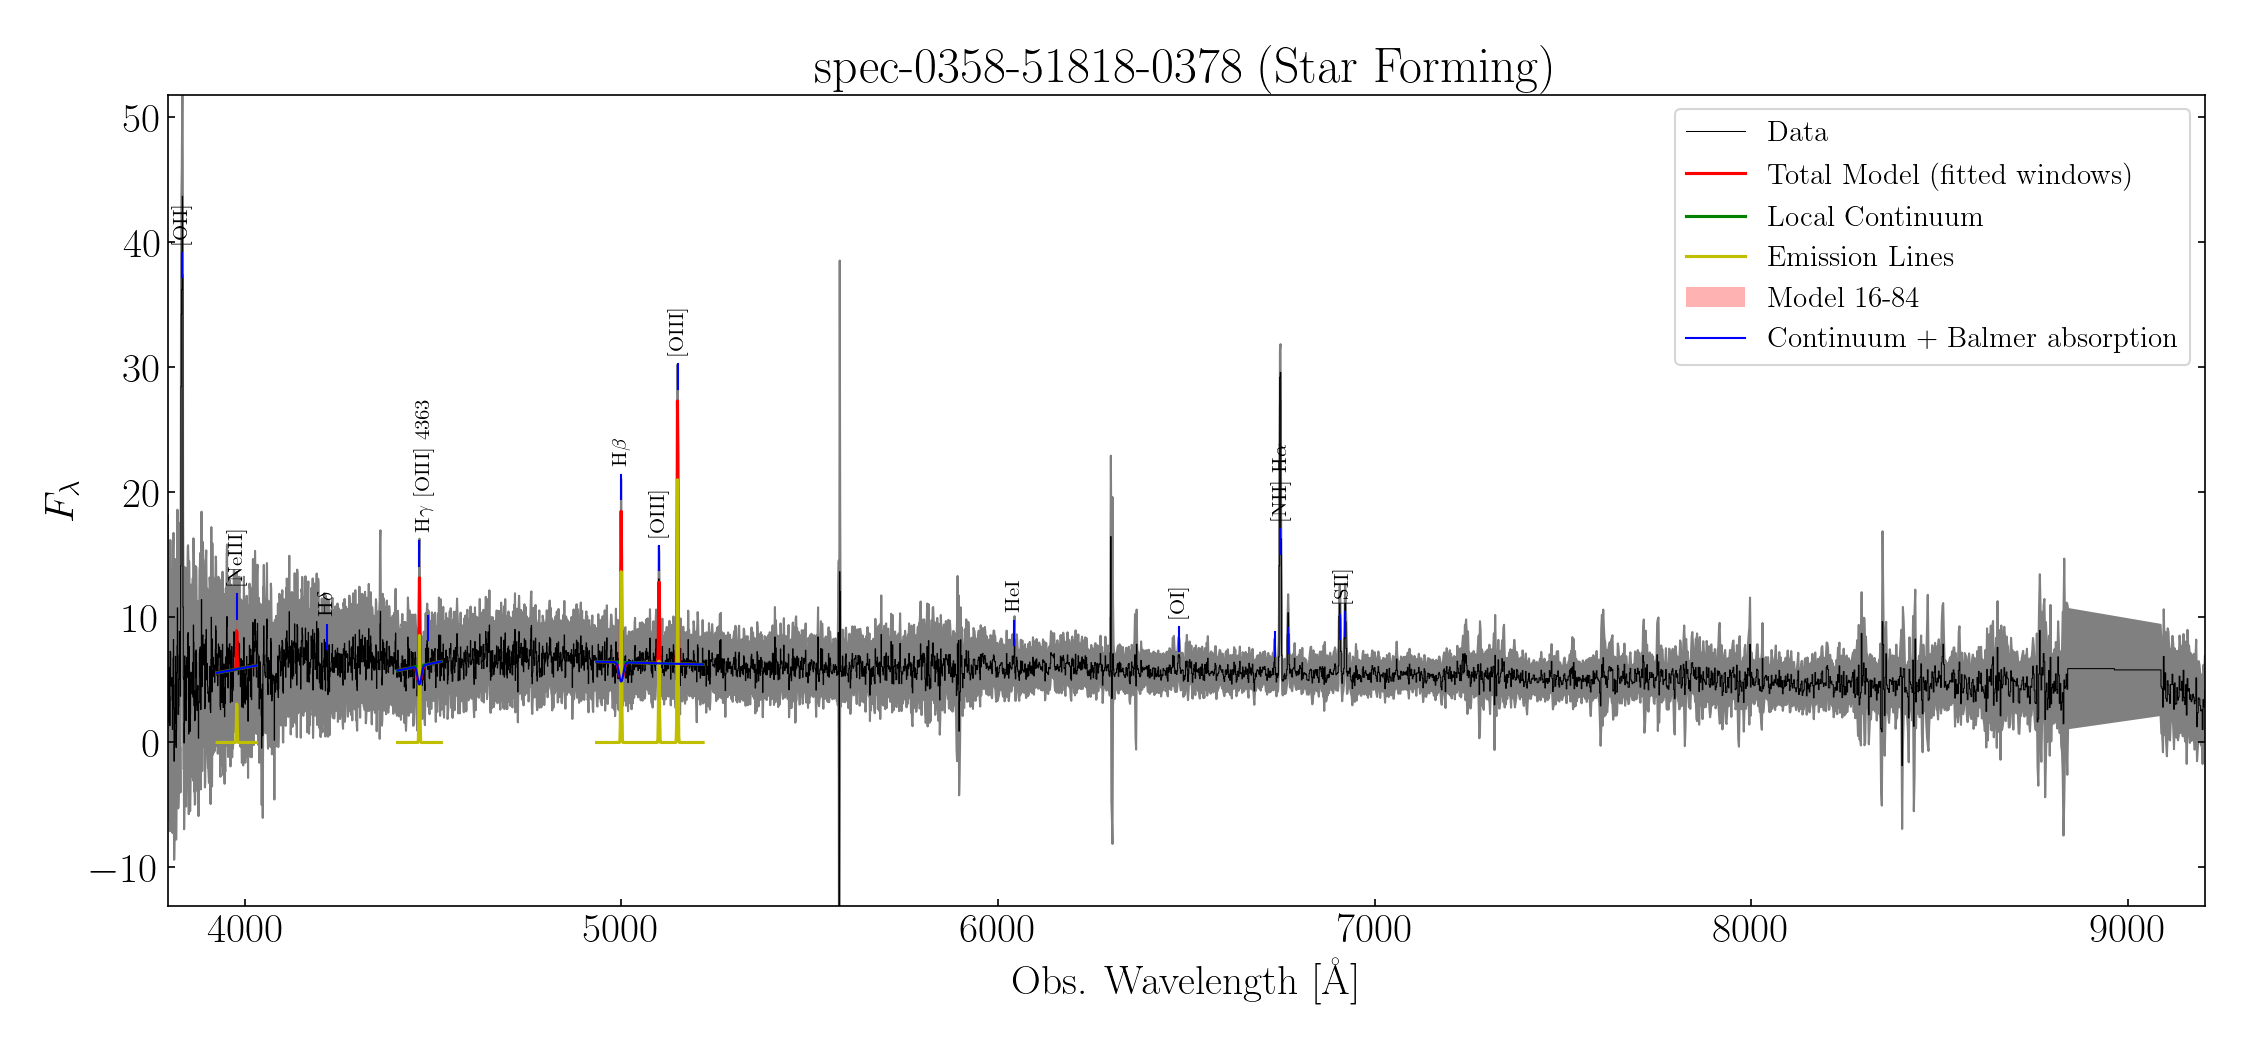 spec-0358-51818-0378 (Star Forming)
Data
Total Model (fitted windows)
Local Continuum
Emission Lines
Model 16-84
Continuum + Balmer absorption
50
40
30
20
10
0
−10
F_λ
[OII]
[NeIII]
Hδ
Hγ [OIII] 4363
Hβ
[OIII]
[OIII]
HeI
[OI]
[NII] Hα
[SII]
4000
5000
6000
7000
8000
9000
Obs. Wavelength [Å]